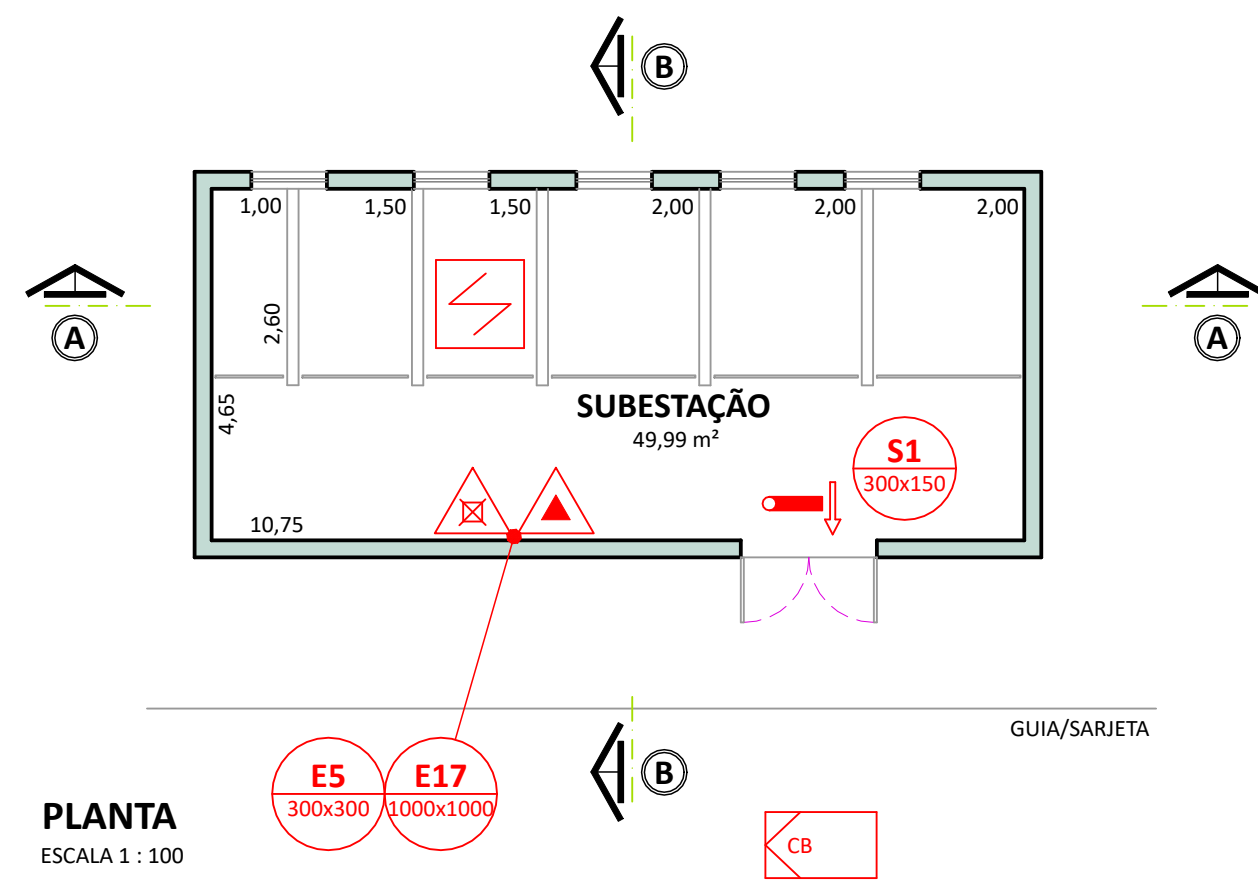 B
1,00
1,50
1,50
2,00
2,00
2,00
2,60
A
A
4,65
SUBESTAÇÃO
49,99 m²
S1
300x150
10,75
GUIA/SARJETA
E5
300x300
E17
1000x1000
B
PLANTA
ESCALA 1 : 100
CB